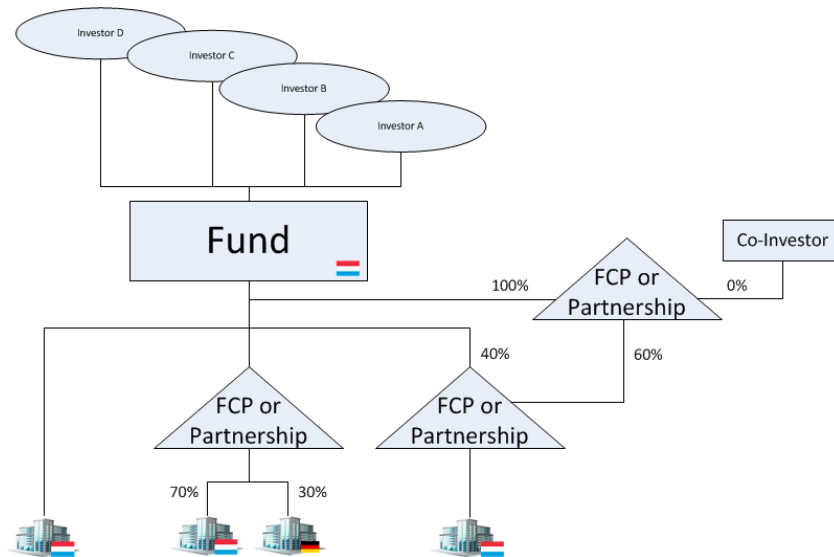 Investor D
Investor C
Investor B
Investor A
Fund
Co-Investor
FCP or
Partnership
100%
0%
40%
60%
FCP or
Partnership
FCP or
Partnership
70%
30%